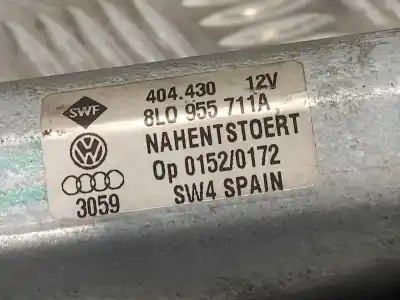 SWF 404.430 12V
8L0 955 711A
NAHENTSTOERT
Op 0152/0172
3059 SW4 SPAIN